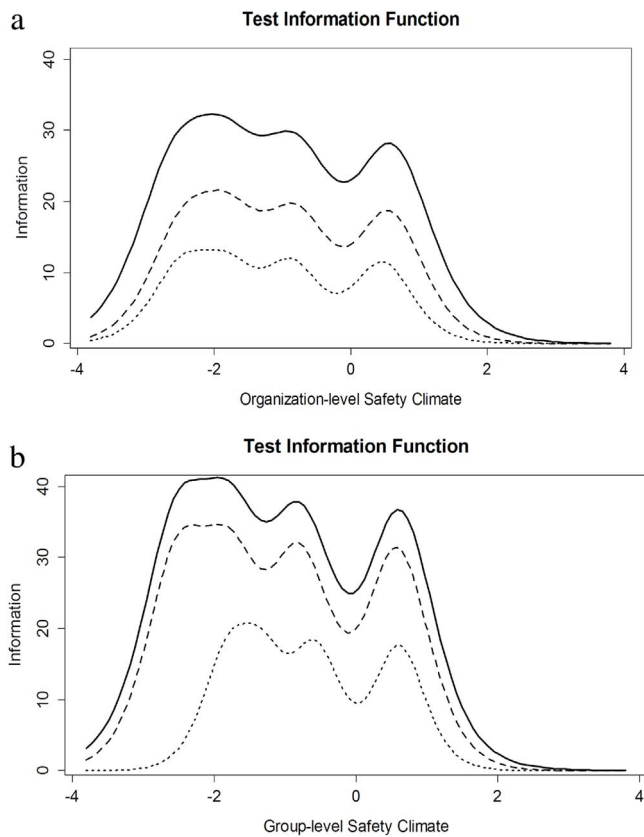 a
Test Information Function
40
30
20
10
0
Information
-4 -2 0 2 4
Organization-level Safety Climate
b
Test Information Function
40
30
20
10
0
Information
-4 -2 0 2 4
Group-level Safety Climate